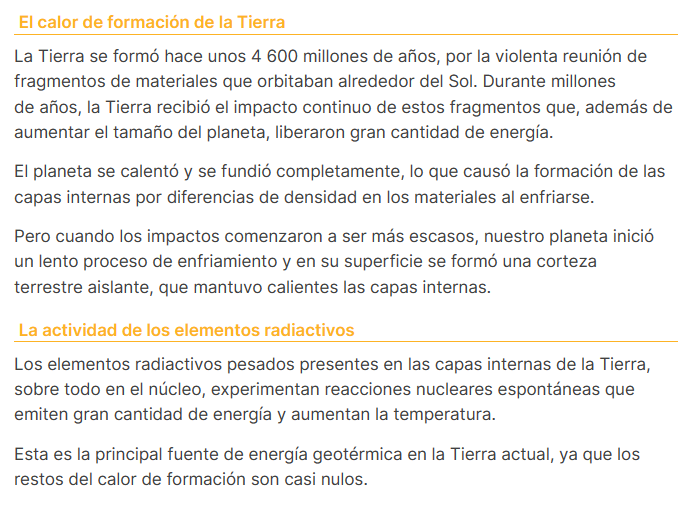 El calor de formación de la Tierra
La Tierra se formó hace unos 4 600 millones de años, por la violenta reunión de
fragmentos de materiales que orbitaban alrededor del Sol. Durante millones
de años, la Tierra recibió el impacto continuo de estos fragmentos que, además de
aumentar el tamaño del planeta, liberaron gran cantidad de energía.
El planeta se calentó y se fundió completamente, lo que causó la formación de las
capas internas por diferencias de densidad en los materiales al enfriarse.
Pero cuando los impactos comenzaron a ser más escasos, nuestro planeta inició
un lento proceso de enfriamiento y en su superficie se formó una corteza
terrestre aislante, que mantuvo calientes las capas internas.
La actividad de los elementos radiactivos
Los elementos radiactivos pesados presentes en las capas internas de la Tierra,
sobre todo en el núcleo, experimentan reacciones nucleares espontáneas que
emiten gran cantidad de energía y aumentan la temperatura.
Esta es la principal fuente de energía geotérmica en la Tierra actual, ya que los
restos del calor de formación son casi nulos.